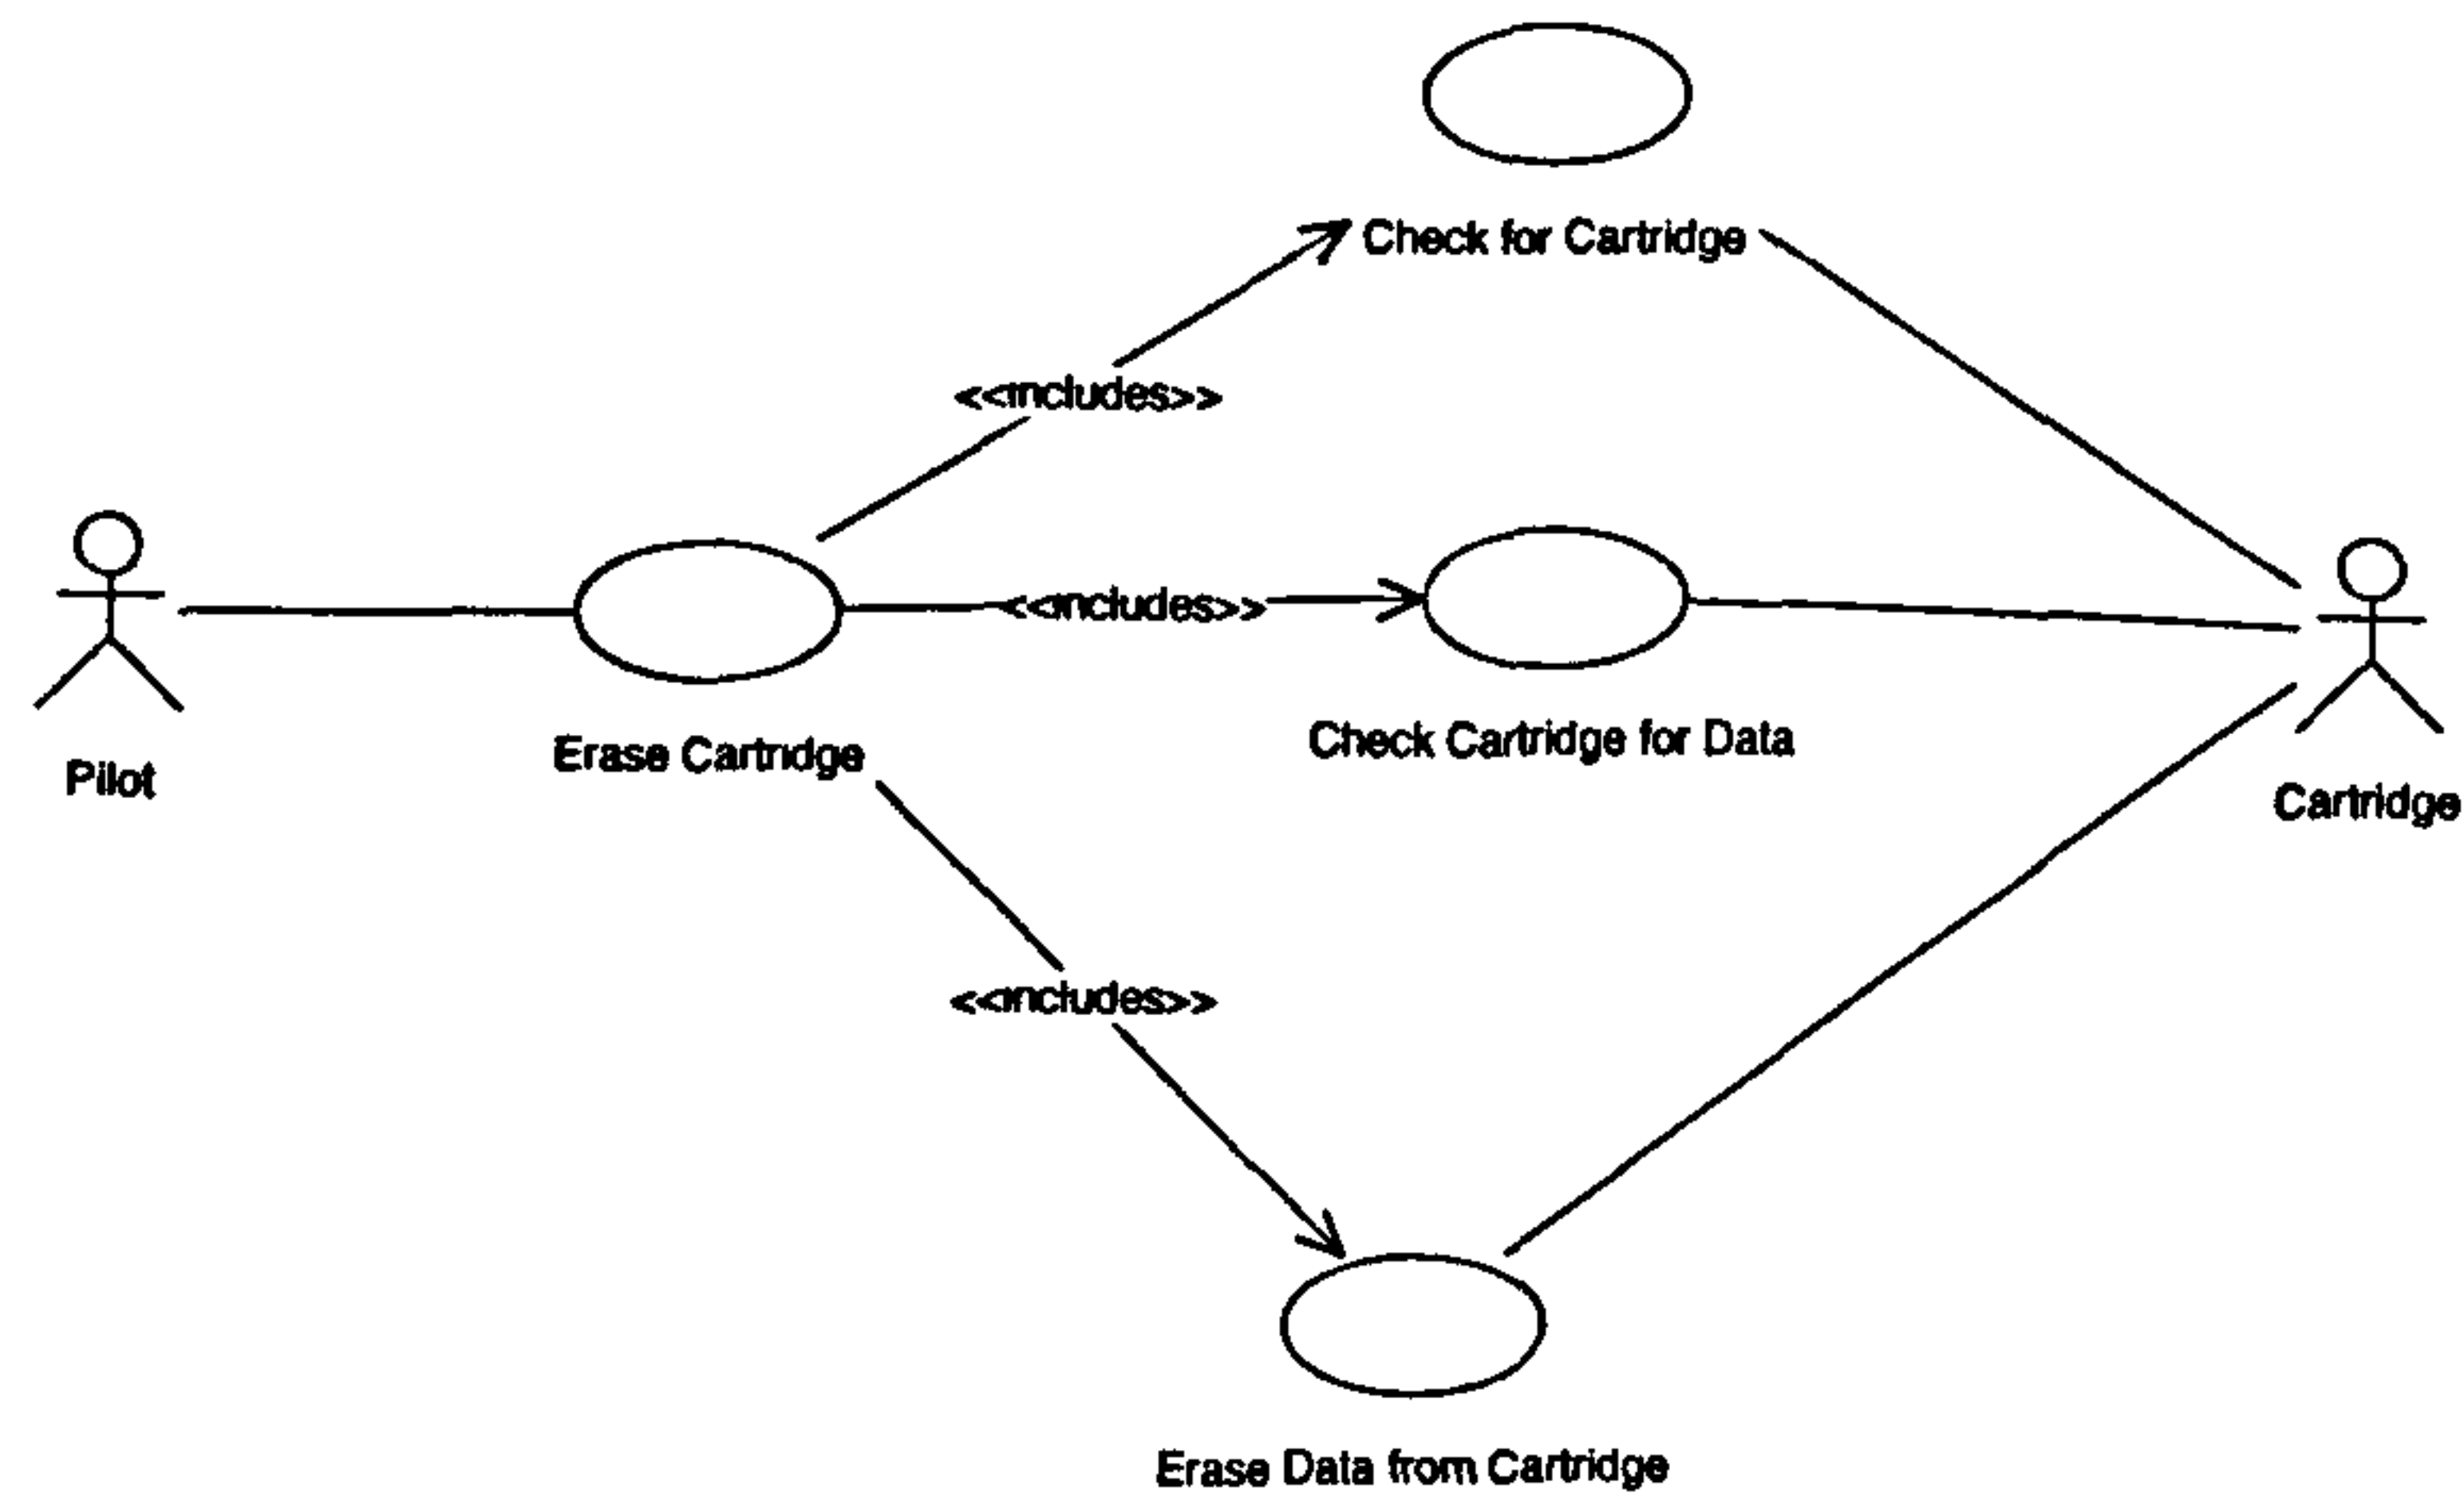 Check for Cartridge
<<includes>>
<<includes>>
Pilot
Erase Cartridge
Check Cartridge for Data
Cartridge
<<includes>>
Erase Data from Cartridge